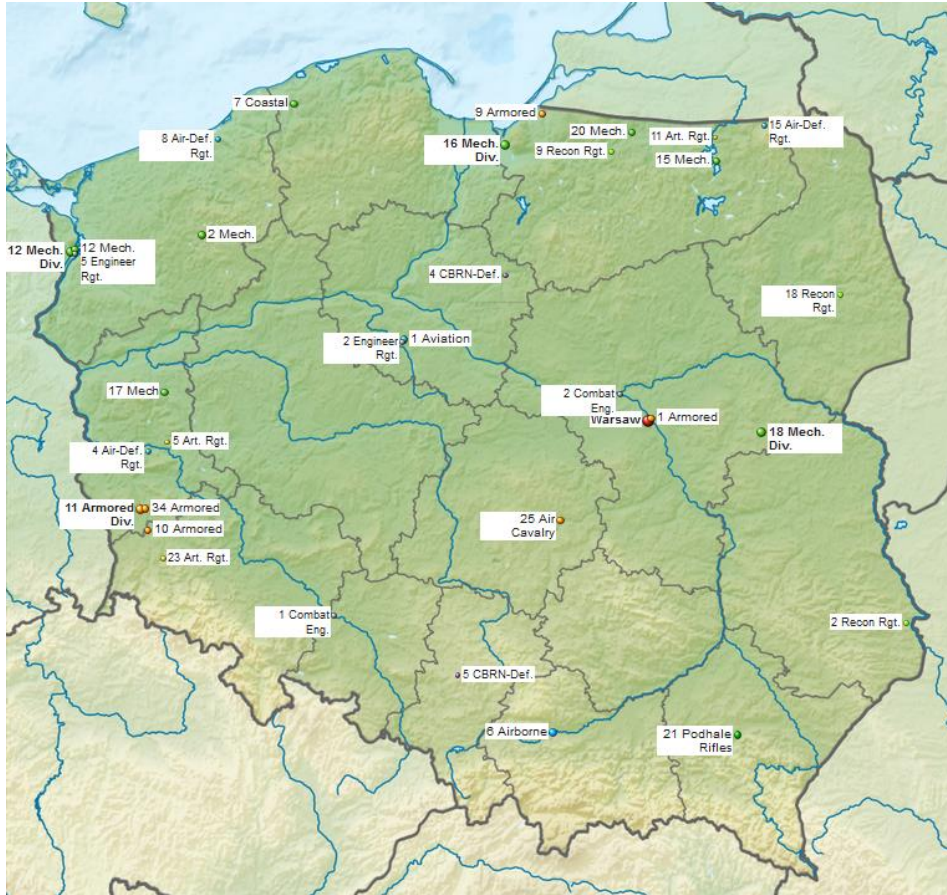 7 Coastal
9 Armored
8 Air-Def.
Rgt.
16 Mech.
Div.
20 Mech.
9 Recon Rgt.
11 Art. Rgt.
15 Mech.
15 Air-Def.
Rgt.
12 Mech.
Div.
12 Mech.
5 Engineer
Rgt.
2 Mech.
4 CBRN-Def.
18 Recon
Rgt.
2 Engineer
Rgt.
1 Aviation
17 Mech
2 Combat
Eng.
Warsaw
1 Armored
18 Mech.
Div.
5 Art. Rgt.
4 Air-Def.
Rgt.
11 Armored
Div.
34 Armored
10 Armored
25 Air
Cavalry
23 Art. Rgt.
1 Combat
Eng.
2 Recon Rgt.
5 CBRN-Def.
6 Airborne
21 Podhale
Rifles